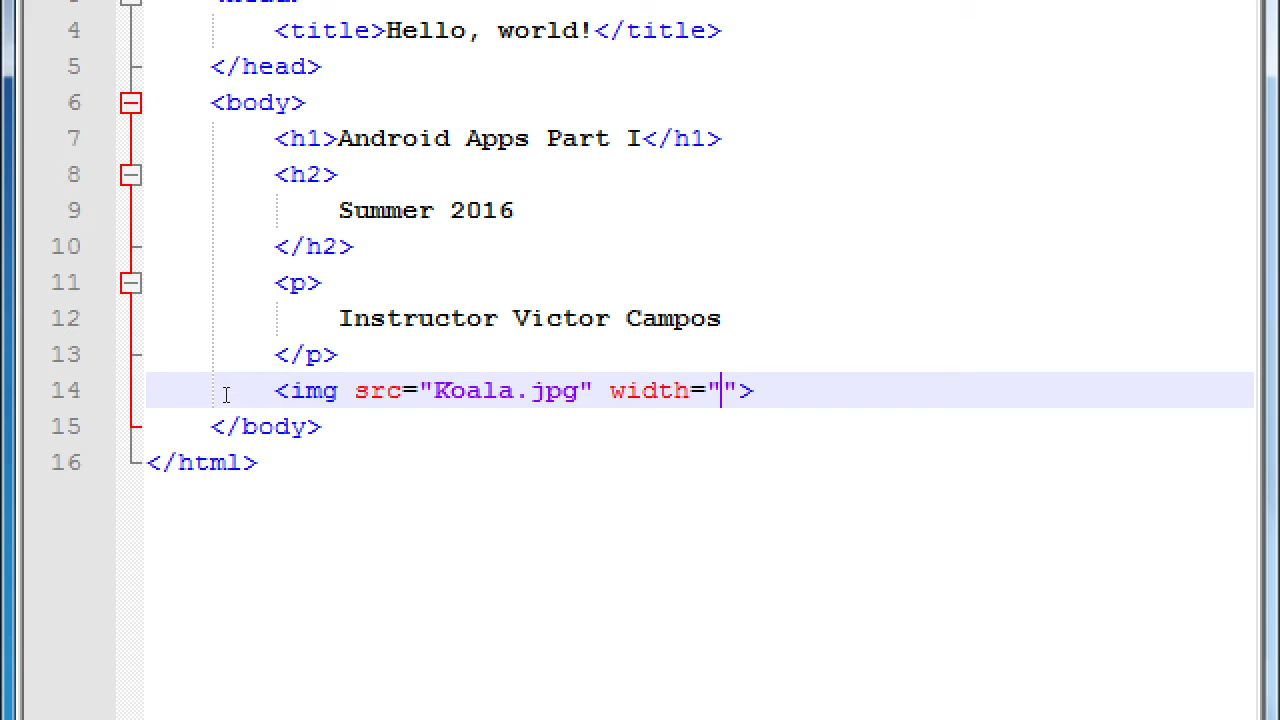 4 <title>Hello, world!</title>
5 </head>
6 <body>
7 <h1>Android Apps Part I</h1>
8 <h2>
9 Summer 2016
10 </h2>
11 <p>
12 Instructor Victor Campos
13 </p>
14 <img src="Koala.jpg" width="">
15 </body>
16 </html>